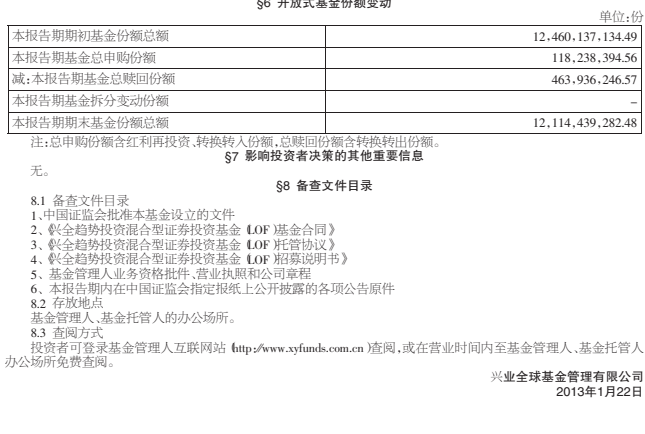 §6 开放式基金份额变动
单位:份
本报告期期初基金份额总额 12,460,137,134.49
本报告期基金总申购份额 118,238,394.56
减:本报告期基金总赎回份额 463,936,246.57
本报告期基金拆分变动份额 –
本报告期期末基金份额总额 12,114,439,282.48
注:总申购份额含红利再投资、转换转入份额,总赎回份额含转换转出份额。
§7 影响投资者决策的其他重要信息
无。
§8 备查文件目录
8.1 备查文件目录
1、中国证监会批准本基金设立的文件
2、《兴全趋势投资混合型证券投资基金(LOF)基金合同》
3、《兴全趋势投资混合型证券投资基金(LOF)托管协议》
4、《兴全趋势投资混合型证券投资基金(LOF)招募说明书》
5、基金管理人业务资格批件、营业执照和公司章程
6、本报告期内在中国证监会指定报纸上公开披露的各项公告原件
8.2 存放地点
基金管理人、基金托管人的办公场所。
8.3 查阅方式
投资者可登录基金管理人互联网站(http://www.xyfunds.com.cn)查阅,或在营业时间内至基金管理人、基金托管人
办公场所免费查阅。
兴业全球基金管理有限公司
2013年1月22日